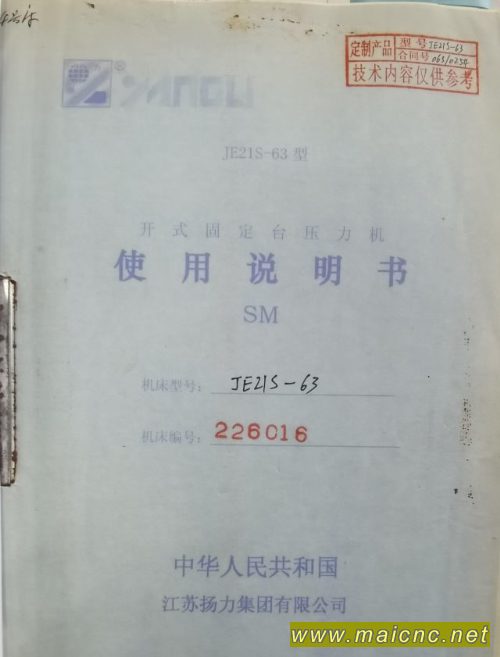 定制产品 型号 JE21S-63
合同号 063/0254
技术内容仅供参考
YANGLI
JE21S-63 型
开式固定台压力机
使用说明书
SM
机床型号: JE21S-63
机床编号: 226016
中华人民共和国
江苏扬力集团有限公司
www.maicnc.net